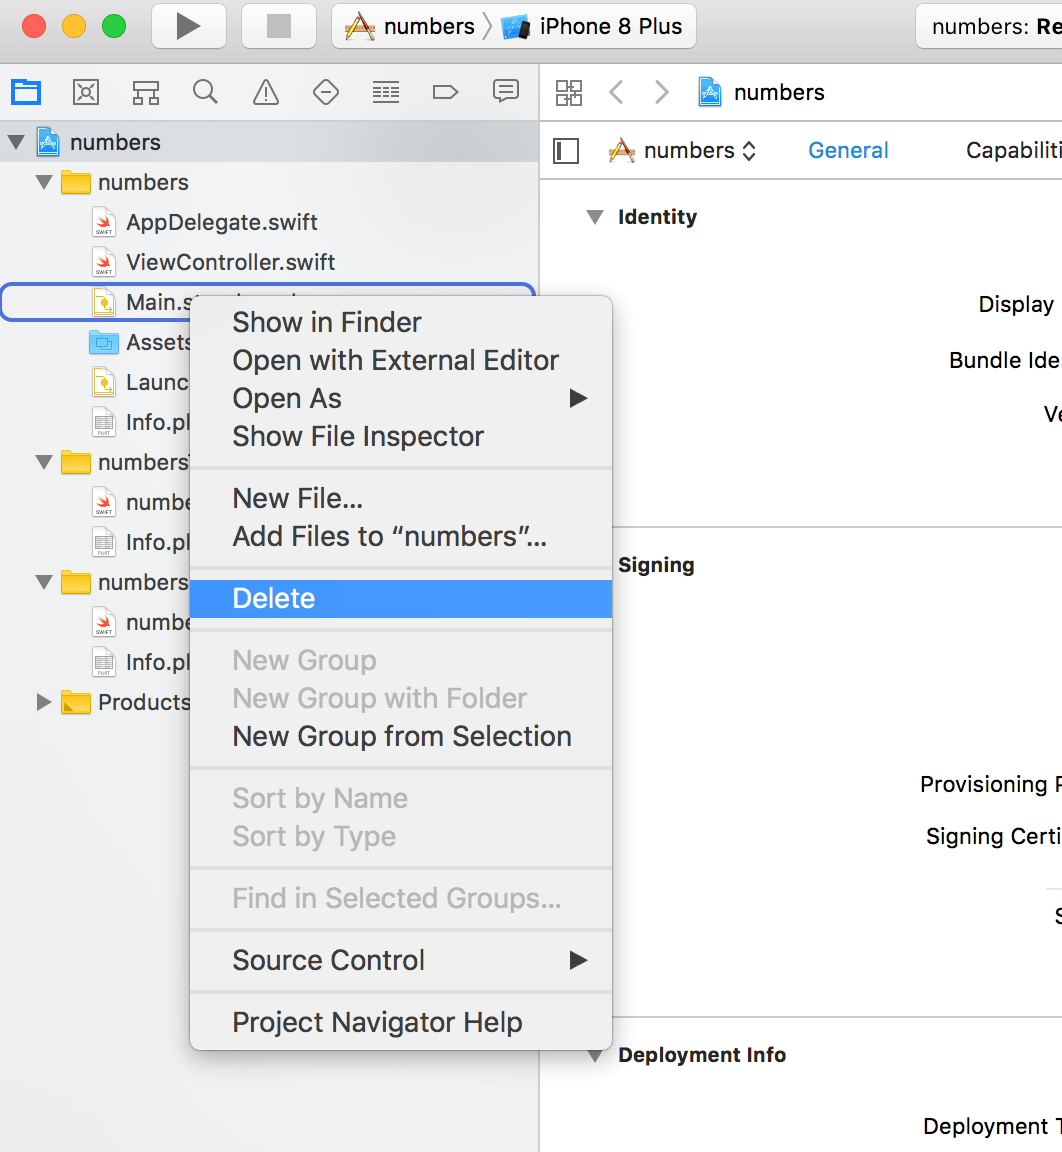 numbers iPhone 8 Plus
numbers: Re
numbers
numbers
General
Capabiliti
numbers
numbers
AppDelegate.swift
ViewController.swift
Main.s
Assets
Launc
Info.pl
numbers
numbe
Info.pl
numbers
numbe
Info.pl
Products
Show in Finder
Open with External Editor
Open As
Show File Inspector
New File...
Add Files to “numbers”...
Delete
New Group
New Group with Folder
New Group from Selection
Sort by Name
Sort by Type
Find in Selected Groups...
Source Control
Project Navigator Help
Identity
Display
Bundle Ide
Ve
Signing
Provisioning P
Signing Certi
S
Deployment Info
Deployment T